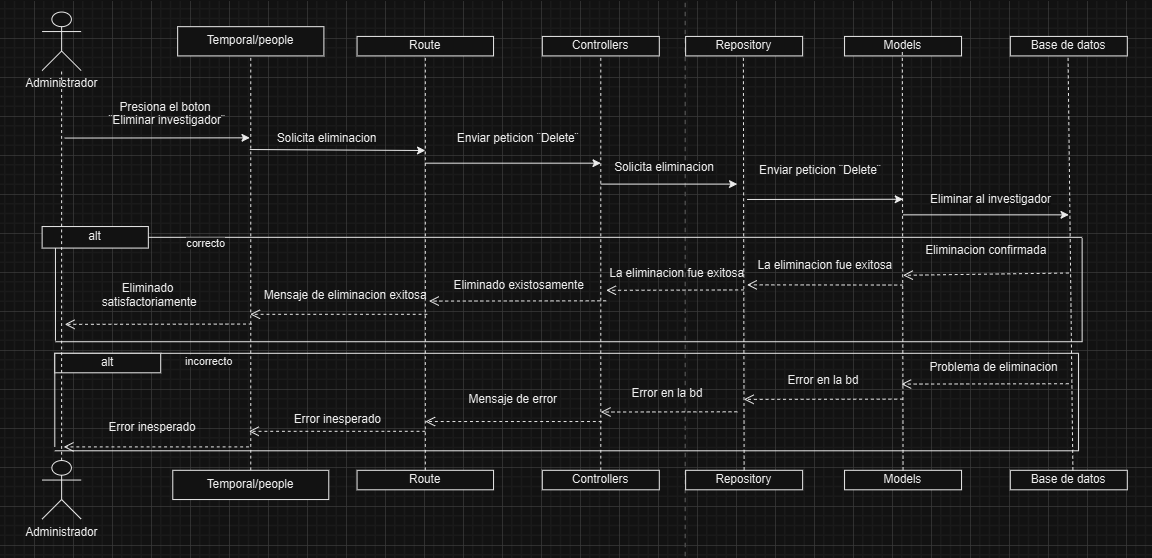 Administrador
Temporal/people
Route
Controllers
Repository
Models
Base de datos
Presiona el boton
¨Eliminar investigador¨
Solicita eliminacion
Enviar peticion ¨Delete¨
Solicita eliminacion
Enviar peticion ¨Delete¨
Eliminar al investigador
alt
correcto
Eliminacion confirmada
La eliminacion fue exitosa
La eliminacion fue exitosa
Eliminado existosamente
Mensaje de eliminacion exitosa
Eliminado
satisfactoriamente
alt
incorrecto
Problema de eliminacion
Error en la bd
Error en la bd
Mensaje de error
Error inesperado
Error inesperado
Administrador
Temporal/people
Route
Controllers
Repository
Models
Base de datos